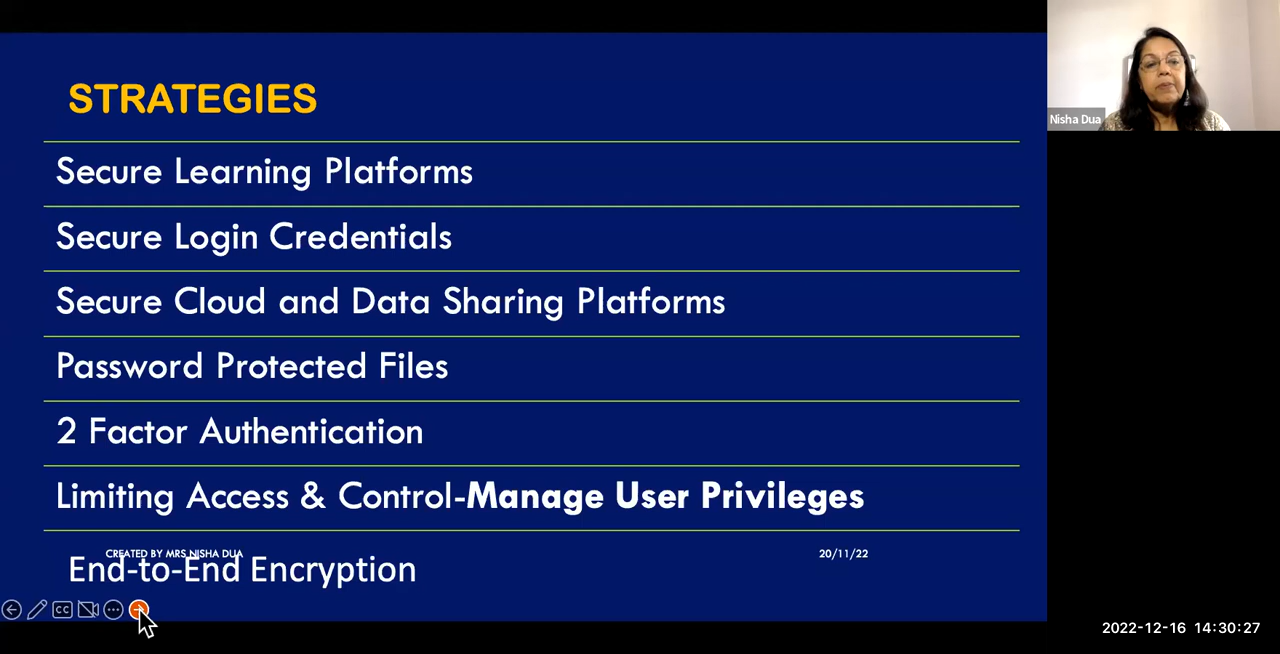 STRATEGIES
Nisha Dua
Secure Learning Platforms
Secure Login Credentials
Secure Cloud and Data Sharing Platforms
Password Protected Files
2 Factor Authentication
Limiting Access & Control-Manage User Privileges
CREATED BY MRS NISHA DUA
20/11/22
End-to-End Encryption
CC
2022-12-16 14:30:27